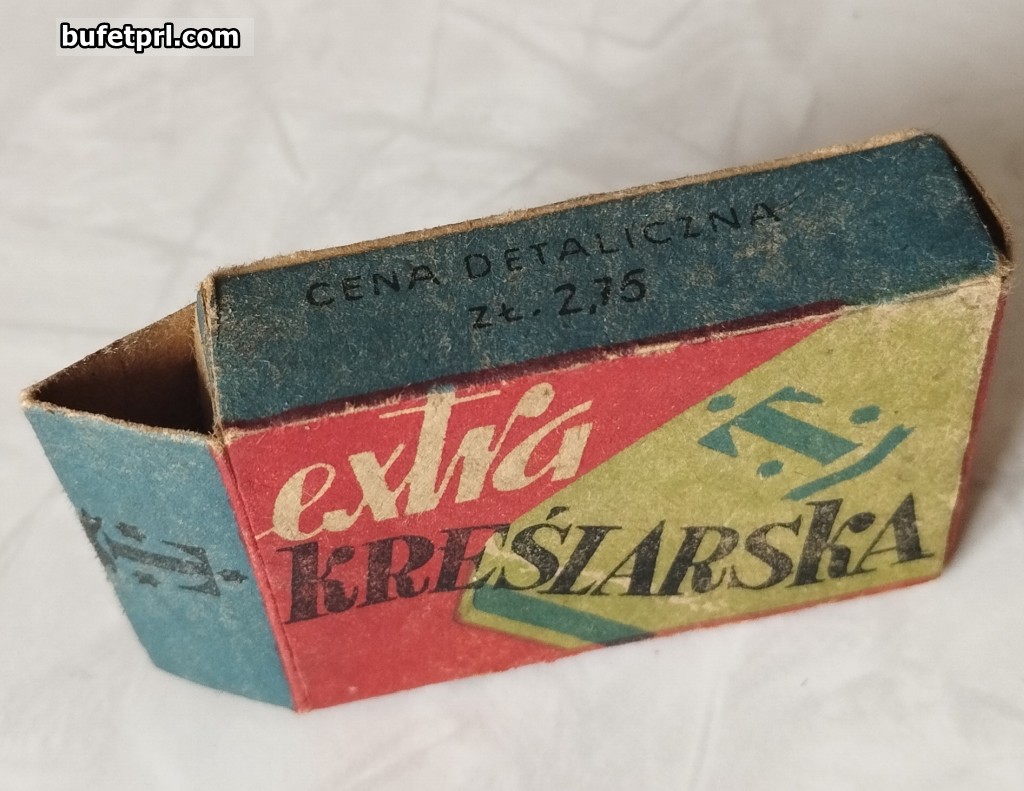 bufetprl.com
CENA DETALICZNA
ZŁ. 2,75
extra
KREŚLARSKA